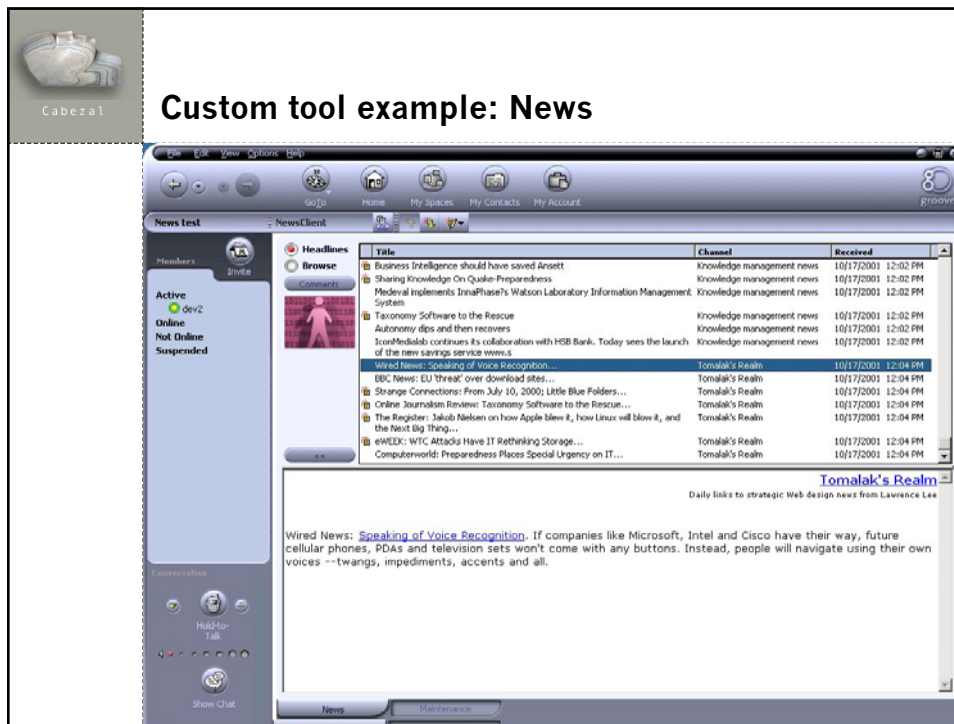 Cabezal
Custom tool example: News
File Edit View Options Help
GoTo Home My Spaces My Contacts My Account
groove
News test
NewsClient
Members
Invite
Active
dev2
Online
Not Online
Suspended
Headlines
Browse
Comments
Title Channel Received
Business Intelligence should have saved Ansett Knowledge management news 10/17/2001 12:02 PM
Sharing Knowledge On Quake-Preparedness Knowledge management news 10/17/2001 12:02 PM
Medeval implements InnaPhase?s Watson Laboratory Information Management Knowledge management news 10/17/2001 12:02 PM
System
Taxonomy Software to the Rescue Knowledge management news 10/17/2001 12:02 PM
Autonomy dips and then recovers Knowledge management news 10/17/2001 12:02 PM
IconMedialab continues its collaboration with HSB Bank. Today sees the launch Knowledge management news 10/17/2001 12:02 PM
of the new savings service www.s
Wired News: Speaking of Voice Recognition... Tomalak's Realm 10/17/2001 12:04 PM
BBC News: EU 'threat' over download sites... Tomalak's Realm 10/17/2001 12:04 PM
Strange Connections: From July 10, 2000; Little Blue Folders... Tomalak's Realm 10/17/2001 12:04 PM
Online Journalism Review: Taxonomy Software to the Rescue... Tomalak's Realm 10/17/2001 12:04 PM
The Register: Jakob Nielsen on how Apple blew it, how Linux will blow it, and Tomalak's Realm 10/17/2001 12:04 PM
the Next Big Thing...
eWEEK: WTC Attacks Have IT Rethinking Storage... Tomalak's Realm 10/17/2001 12:04 PM
Computerworld: Preparedness Places Special Urgency on IT... Tomalak's Realm 10/17/2001 12:04 PM
Tomalak's Realm
Daily links to strategic Web design news from Lawrence Lee
Wired News: Speaking of Voice Recognition. If companies like Microsoft, Intel and Cisco have their way, future
cellular phones, PDAs and television sets won't come with any buttons. Instead, people will navigate using their own
voices --twangs, impediments, accents and all.
Conversation
Hold-to-
Talk
Show Chat
News
Maintenance